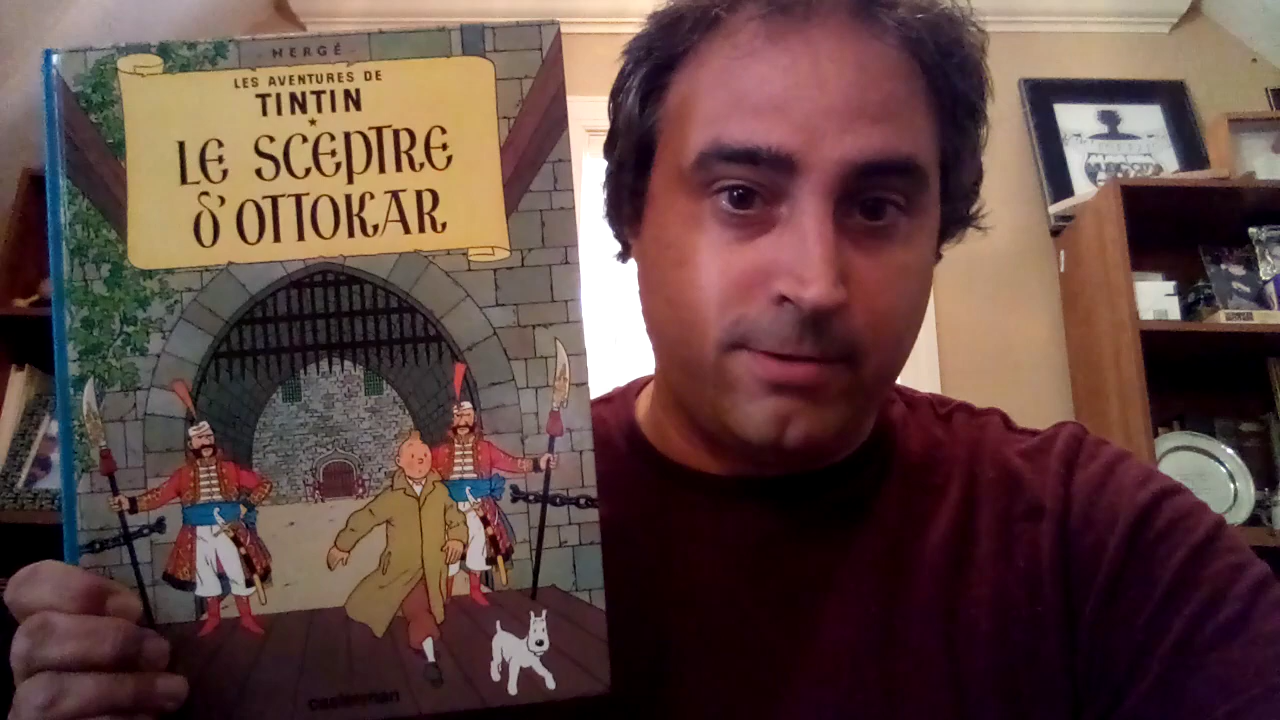 HERGÉ
LES AVENTURES DE
TINTIN
LE SCEPTRE
D'OTTOKAR
casterman